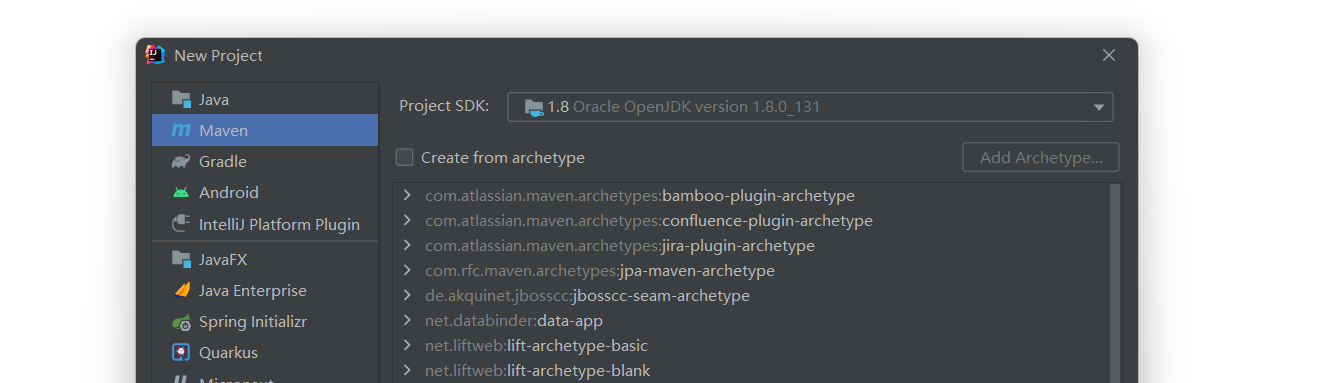 New Project
Java
Maven
Gradle
Android
IntelliJ Platform Plugin
JavaFX
Java Enterprise
Spring Initializr
Quarkus
Micronaut
Project SDK: 1.8 Oracle OpenJDK version 1.8.0_131
Create from archetype Add Archetype...
com.atlassian.maven.archetypes:bamboo-plugin-archetype
com.atlassian.maven.archetypes:confluence-plugin-archetype
com.atlassian.maven.archetypes:jira-plugin-archetype
com.rfc.maven.archetypes:jpa-maven-archetype
de.akquinet.jbosscc:jbosscc-seam-archetype
net.databinder:data-app
net.liftweb:lift-archetype-basic
net.liftweb:lift-archetype-blank